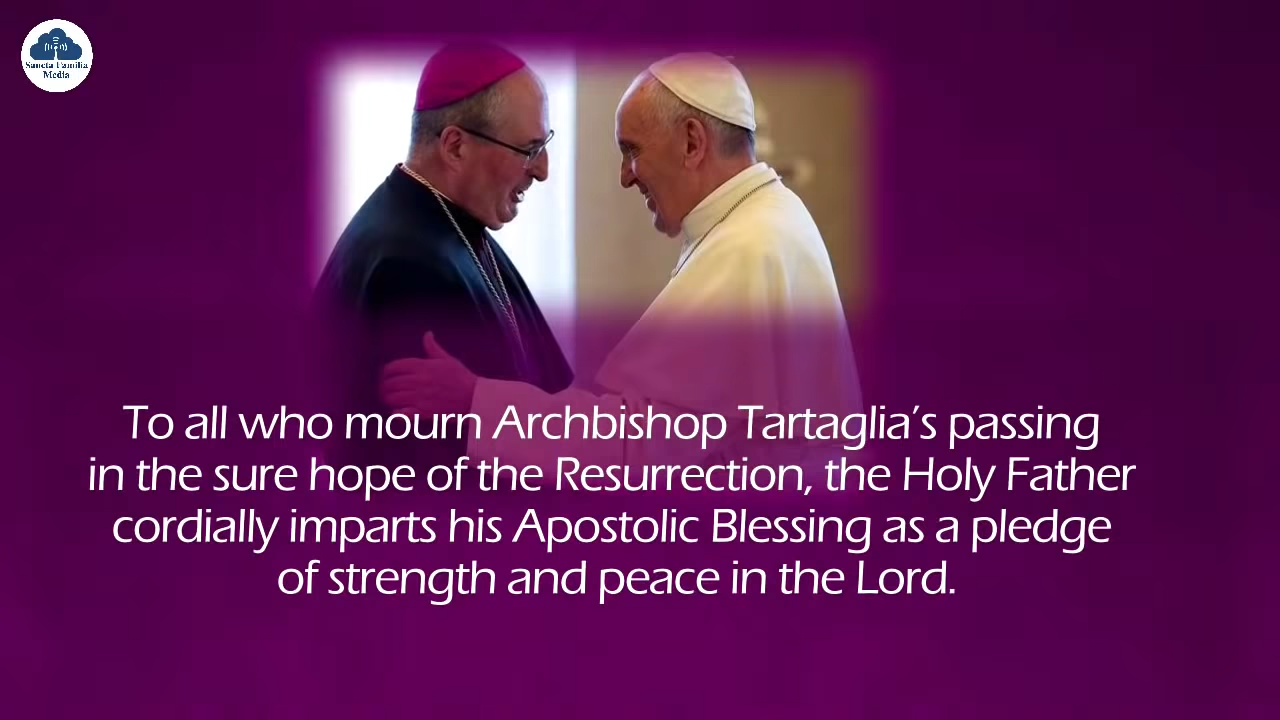 Sancta Familia
Media
To all who mourn Archbishop Tartaglia's passing
in the sure hope of the Resurrection, the Holy Father
cordially imparts his Apostolic Blessing as a pledge
of strength and peace in the Lord.